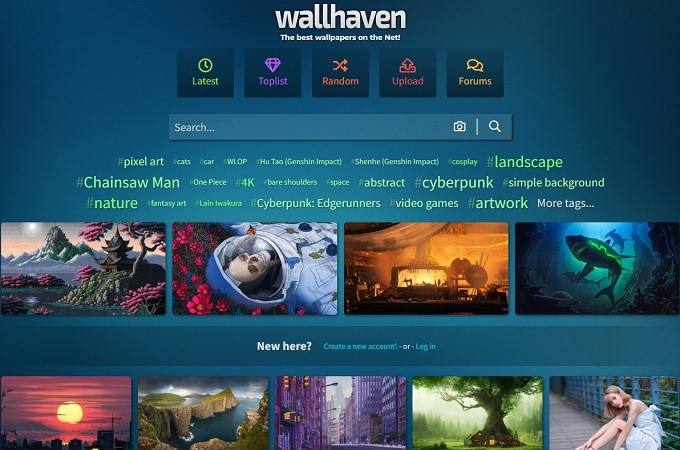 wallhaven
The best wallpapers on the Net!
Latest
Toplist
Random
Upload
Forums
Search...
#pixel art #cats #car #WLOP #Hu Tao (Genshin Impact) #Shenhe (Genshin Impact) #cosplay #landscape
#Chainsaw Man #One Piece #4K #bare shoulders #space #abstract #cyberpunk #simple background
#nature #fantasy art #Lain Iwakura #Cyberpunk: Edgerunners #video games #artwork More tags...
New here? Create a new account! - or - Log in